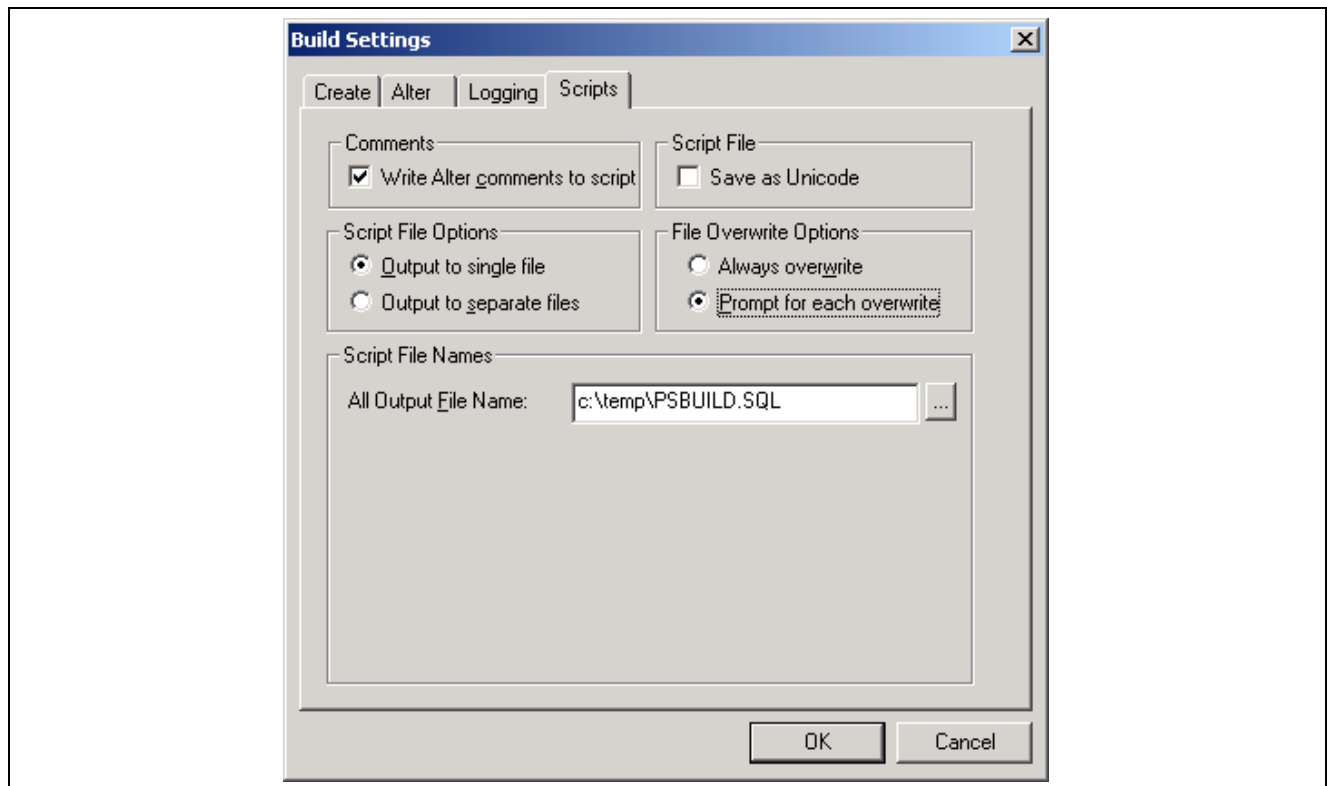 Build Settings
Create Alter Logging Scripts
Comments
Write Alter comments to script
Script File
Save as Unicode
Script File Options
Output to single file
Output to separate files
File Overwrite Options
Always overwrite
Prompt for each overwrite
Script File Names
All Output File Name: c:\temp\PSBUILD.SQL ...
OK Cancel